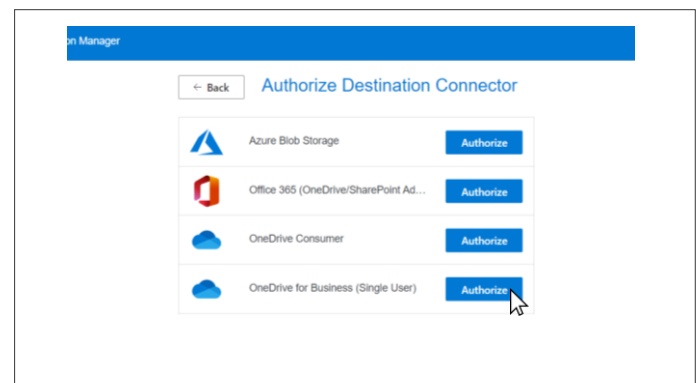 on Manager
← Back
Authorize Destination Connector
Azure Blob Storage
Authorize
Office 365 (OneDrive/SharePoint Ad...
Authorize
OneDrive Consumer
Authorize
OneDrive for Business (Single User)
Authorize